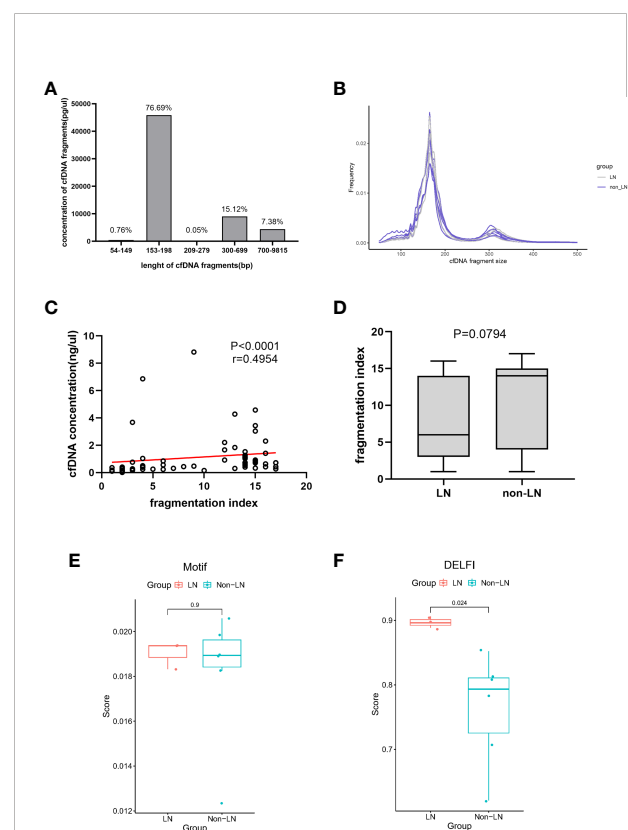 A
concentration of cfDNA fragments(pg/ul)
50000
40000
30000
20000
10000
0
0.76%
76.69%
0.05%
15.12%
7.38%
54-149
153-198
209-279
300-699
700-9815
lenght of cfDNA fragments(bp)
B
Frequency
0.02
0.01
0.00
100
200
300
400
500
cfDNA fragment size
group
LN
non_LN
C
cfDNA concentration(ng/ul)
10
8
6
4
2
0
P<0.0001
r=0.4954
0
5
10
15
20
fragmentation index
D
fragmentation index
20
15
10
5
0
P=0.0794
LN
non-LN
E
Motif
Group LN Non-LN
0.9
Score
0.020
0.018
0.016
0.014
0.012
LN
Non-LN
Group
F
DELFI
Group LN Non-LN
0.024
Score
0.9
0.8
0.7
LN
Non-LN
Group